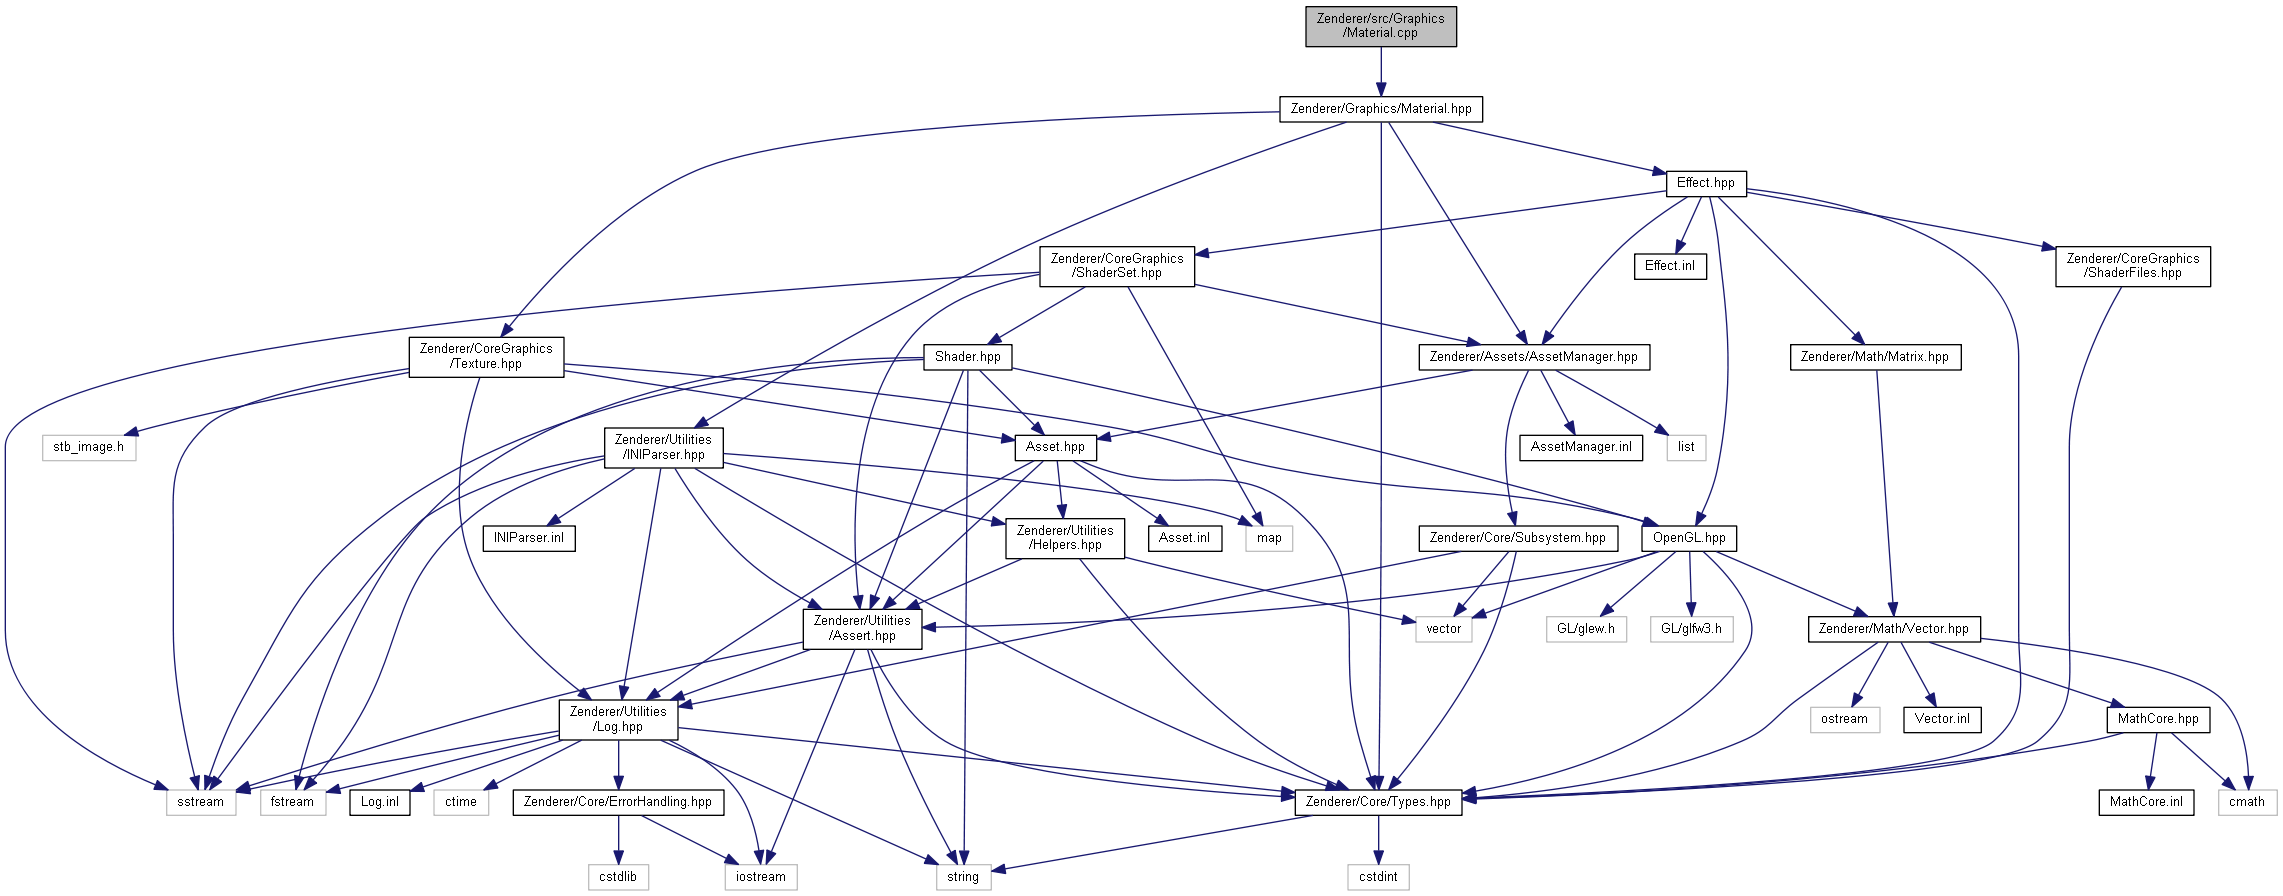 Zenderer/src/Graphics
/Material.cpp
Zenderer/Graphics/Material.hpp
Effect.hpp
Zenderer/CoreGraphics
/ShaderSet.hpp
Effect.inl
Zenderer/CoreGraphics
/ShaderFiles.hpp
Zenderer/CoreGraphics
/Texture.hpp
Shader.hpp
Zenderer/Assets/AssetManager.hpp
Zenderer/Math/Matrix.hpp
stb_image.h
Zenderer/Utilities
/INIParser.hpp
Asset.hpp
AssetManager.inl
list
INIParser.inl
Zenderer/Utilities
/Helpers.hpp
Asset.inl
map
Zenderer/Core/Subsystem.hpp
OpenGL.hpp
Zenderer/Utilities
/Assert.hpp
vector
GL/glew.h
GL/glfw3.h
Zenderer/Math/Vector.hpp
Zenderer/Utilities
/Log.hpp
ostream
Vector.inl
MathCore.hpp
sstream
fstream
Log.inl
ctime
Zenderer/Core/ErrorHandling.hpp
Zenderer/Core/Types.hpp
MathCore.inl
cmath
cstdlib
iostream
string
cstdint